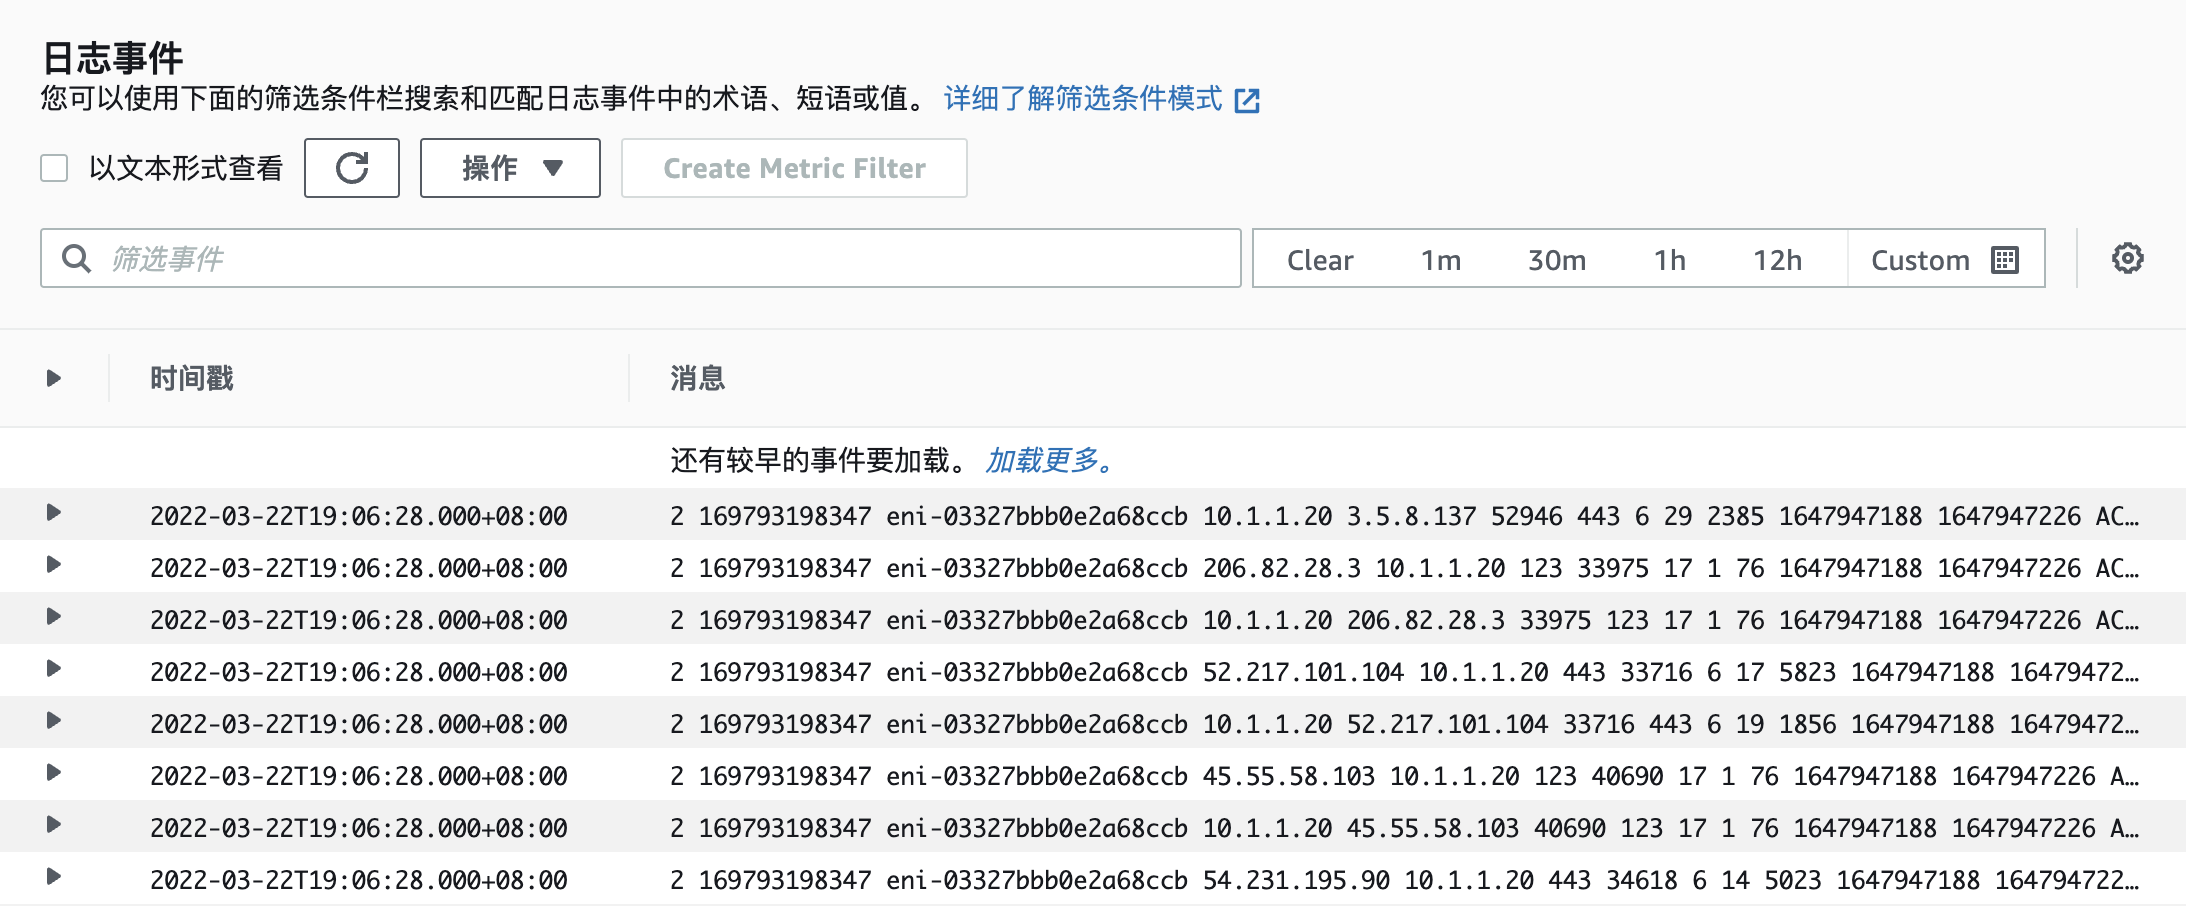 日志事件
您可以使用下面的筛选条件栏搜索和匹配日志事件中的术语、短语或值。 详细了解筛选条件模式
以文本形式查看 操作 Create Metric Filter
筛选事件 Clear 1m 30m 1h 12h Custom
时间戳 消息
还有较早的事件要加载。 加载更多。
2022-03-22T19:06:28.000+08:00 2 169793198347 eni-03327bbb0e2a68ccb 10.1.1.20 3.5.8.137 52946 443 6 29 2385 1647947188 1647947226 AC…
2022-03-22T19:06:28.000+08:00 2 169793198347 eni-03327bbb0e2a68ccb 206.82.28.3 10.1.1.20 123 33975 17 1 76 1647947188 1647947226 AC…
2022-03-22T19:06:28.000+08:00 2 169793198347 eni-03327bbb0e2a68ccb 10.1.1.20 206.82.28.3 33975 123 17 1 76 1647947188 1647947226 AC…
2022-03-22T19:06:28.000+08:00 2 169793198347 eni-03327bbb0e2a68ccb 52.217.101.104 10.1.1.20 443 33716 6 17 5823 1647947188 16479472…
2022-03-22T19:06:28.000+08:00 2 169793198347 eni-03327bbb0e2a68ccb 10.1.1.20 52.217.101.104 33716 443 6 19 1856 1647947188 16479472…
2022-03-22T19:06:28.000+08:00 2 169793198347 eni-03327bbb0e2a68ccb 45.55.58.103 10.1.1.20 123 40690 17 1 76 1647947188 1647947226 A…
2022-03-22T19:06:28.000+08:00 2 169793198347 eni-03327bbb0e2a68ccb 10.1.1.20 45.55.58.103 40690 123 17 1 76 1647947188 1647947226 A…
2022-03-22T19:06:28.000+08:00 2 169793198347 eni-03327bbb0e2a68ccb 54.231.195.90 10.1.1.20 443 34618 6 14 5023 1647947188 164794722…